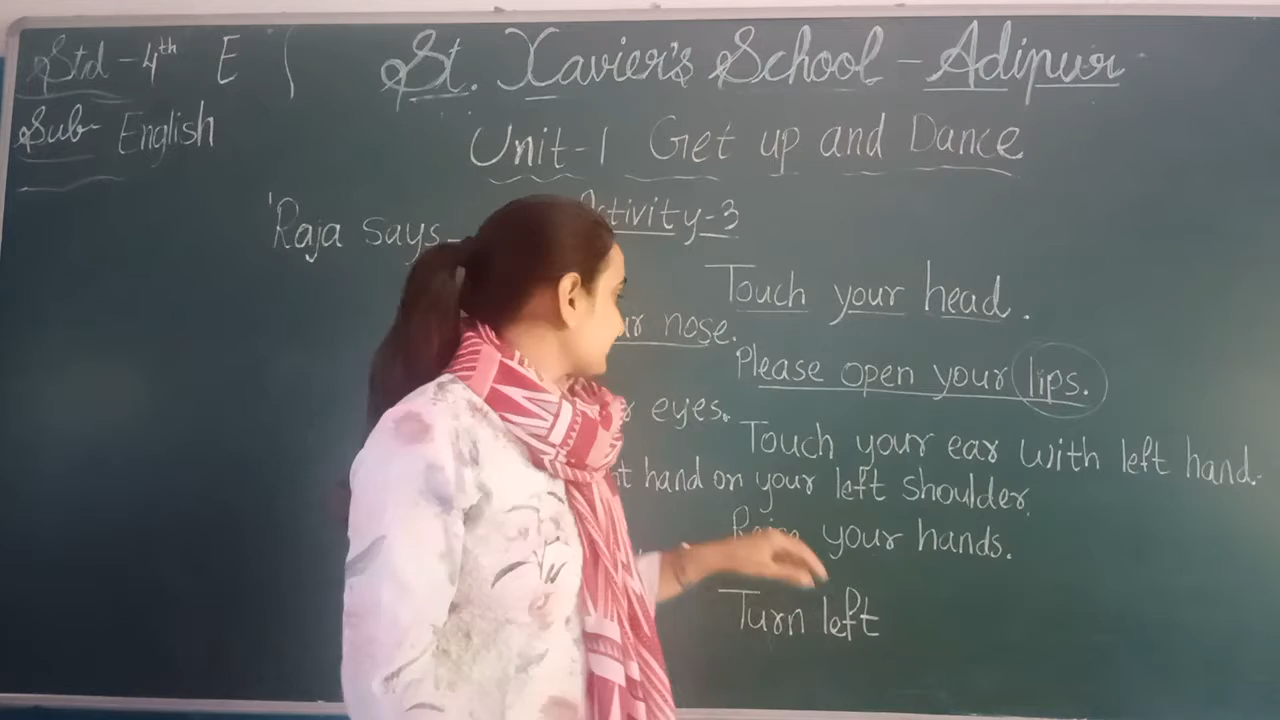 Std - 4th E
St. Xavier's School - Adipur
Sub English
Unit-1 Get up and Dance
Activity-3
'Raja says-
Touch your head.
nose.
Please open your lips.
eyes.
Touch your ear with left hand.
hand on your left shoulder.
Raise your hands.
Turn left